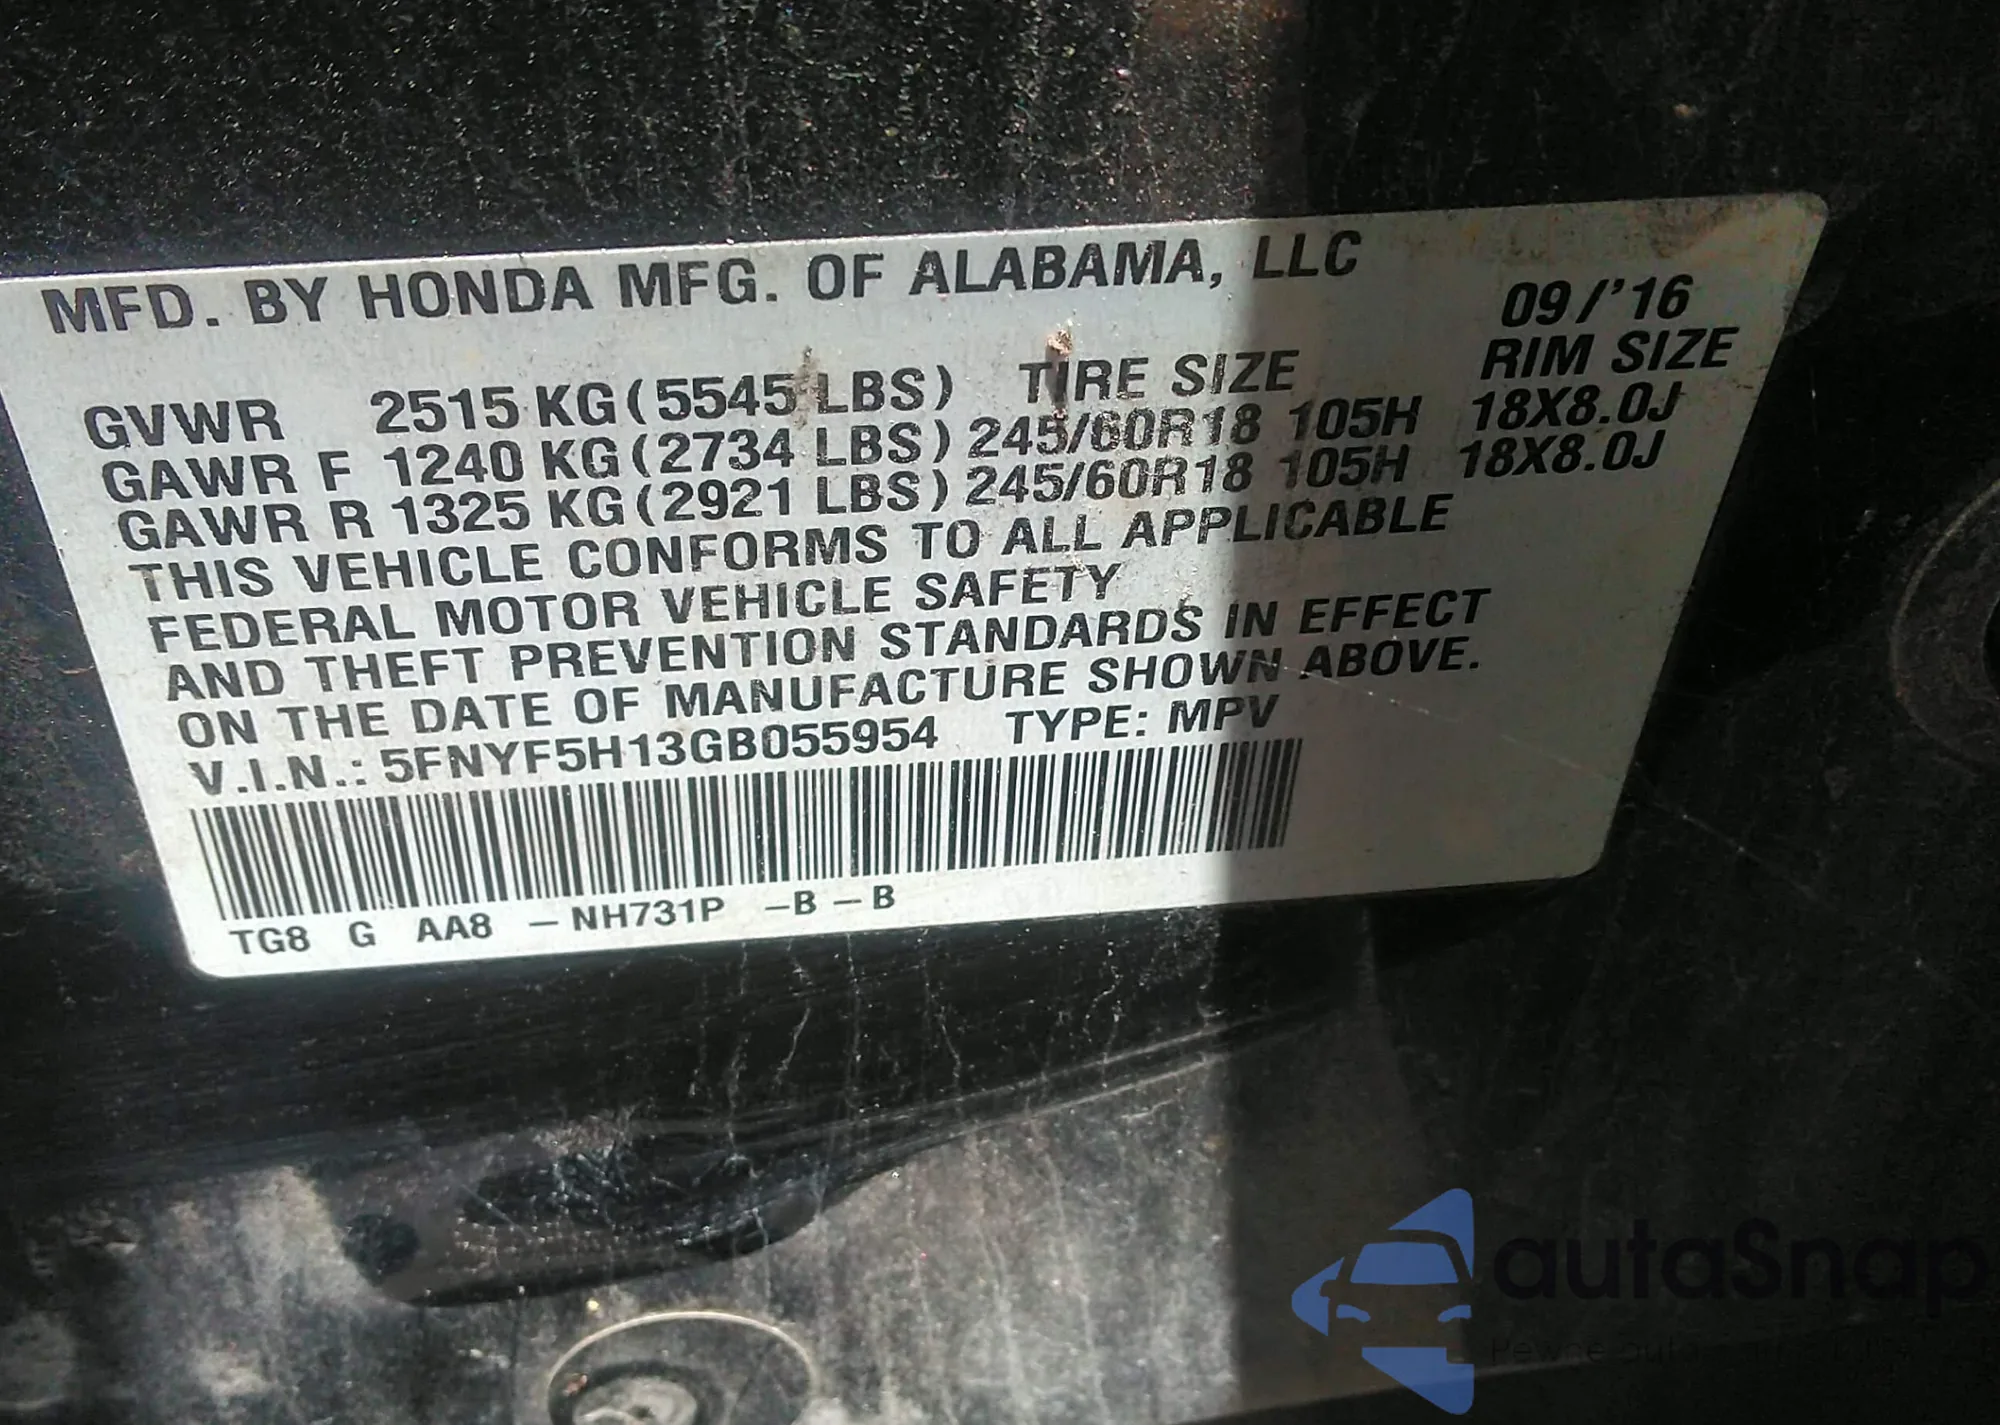 MFD. BY HONDA MFG. OF ALABAMA, LLC
09/'16
GVWR 2515 KG (5545 LBS) TIRE SIZE RIM SIZE
GAWR F 1240 KG (2734 LBS) 245/60R18 105H 18X8.0J
GAWR R 1325 KG (2921 LBS) 245/60R18 105H 18X8.0J
THIS VEHICLE CONFORMS TO ALL APPLICABLE
FEDERAL MOTOR VEHICLE SAFETY
AND THEFT PREVENTION STANDARDS IN EFFECT
ON THE DATE OF MANUFACTURE SHOWN ABOVE.
V.I.N.: 5FNYF5H13GB055954 TYPE: MPV
TG8 G AA8 -NH731P -B-B
autaSnap
Pewne auta